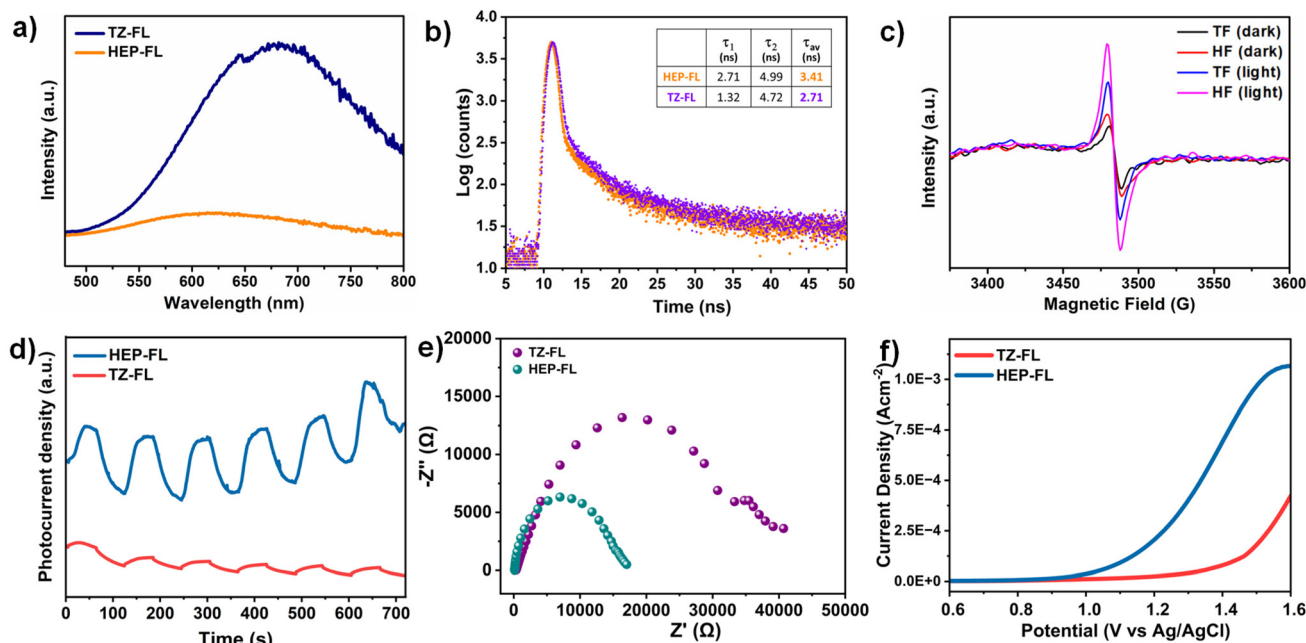 a)
TZ-FL
HEP-FL
Intensity (a.u.)
500 550 600 650 700 750 800
Wavelength (nm)
b)
τ1 (ns) τ2 (ns) τav (ns)
HEP-FL 2.71 4.99 3.41
TZ-FL 1.32 4.72 2.71
Log (counts)
4.0
3.5
3.0
2.5
2.0
1.5
1.0
5 10 15 20 25 30 35 40 45 50
Time (ns)
c)
TF (dark)
HF (dark)
TF (light)
HF (light)
Intensity (a.u.)
3400 3450 3500 3550 3600
Magnetic Field (G)
d)
HEP-FL
TZ-FL
Photocurrent density (a.u.)
0 100 200 300 400 500 600 700
Time (s)
e)
TZ-FL
HEP-FL
-Z'' (Ω)
20000
15000
10000
5000
0
0 10000 20000 30000 40000 50000
Z' (Ω)
f)
TZ-FL
HEP-FL
Current Density (Acm-2)
1.0E-3
7.5E-4
5.0E-4
2.5E-4
0.0E+0
0.6 0.8 1.0 1.2 1.4 1.6
Potential (V vs Ag/AgCl)